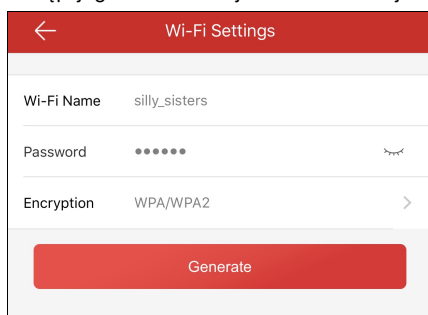 Wi-Fi Settings
Wi-Fi Name silly_sisters
Password ●●●●●●
Encryption WPA/WPA2
Generate